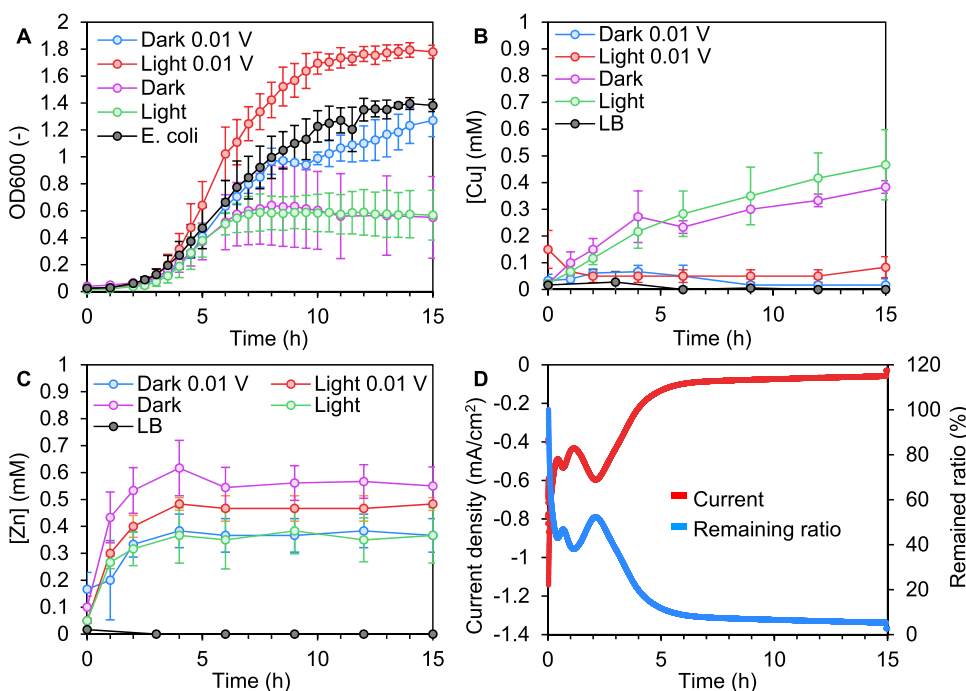 A
Dark 0.01 V
Light 0.01 V
Dark
Light
E. coli
OD600 (-)
2
1.8
1.6
1.4
1.2
1
0.8
0.6
0.4
0.2
0
0 5 10 15
Time (h)
B
Dark 0.01 V
Light 0.01 V
Dark
Light
LB
[Cu] (mM)
1
0.9
0.8
0.7
0.6
0.5
0.4
0.3
0.2
0.1
0
0 5 10 15
Time (h)
C
Dark 0.01 V Light 0.01 V
Dark Light
LB
[Zn] (mM)
1
0.9
0.8
0.7
0.6
0.5
0.4
0.3
0.2
0.1
0
0 5 10 15
Time (h)
D
Current
Remaining ratio
Current density (mA/cm2)
-0
-0.2
-0.4
-0.6
-0.8
-1
-1.2
-1.4
Remained ratio (%)
120
100
80
60
40
20
0
0 5 10 15
Time (h)